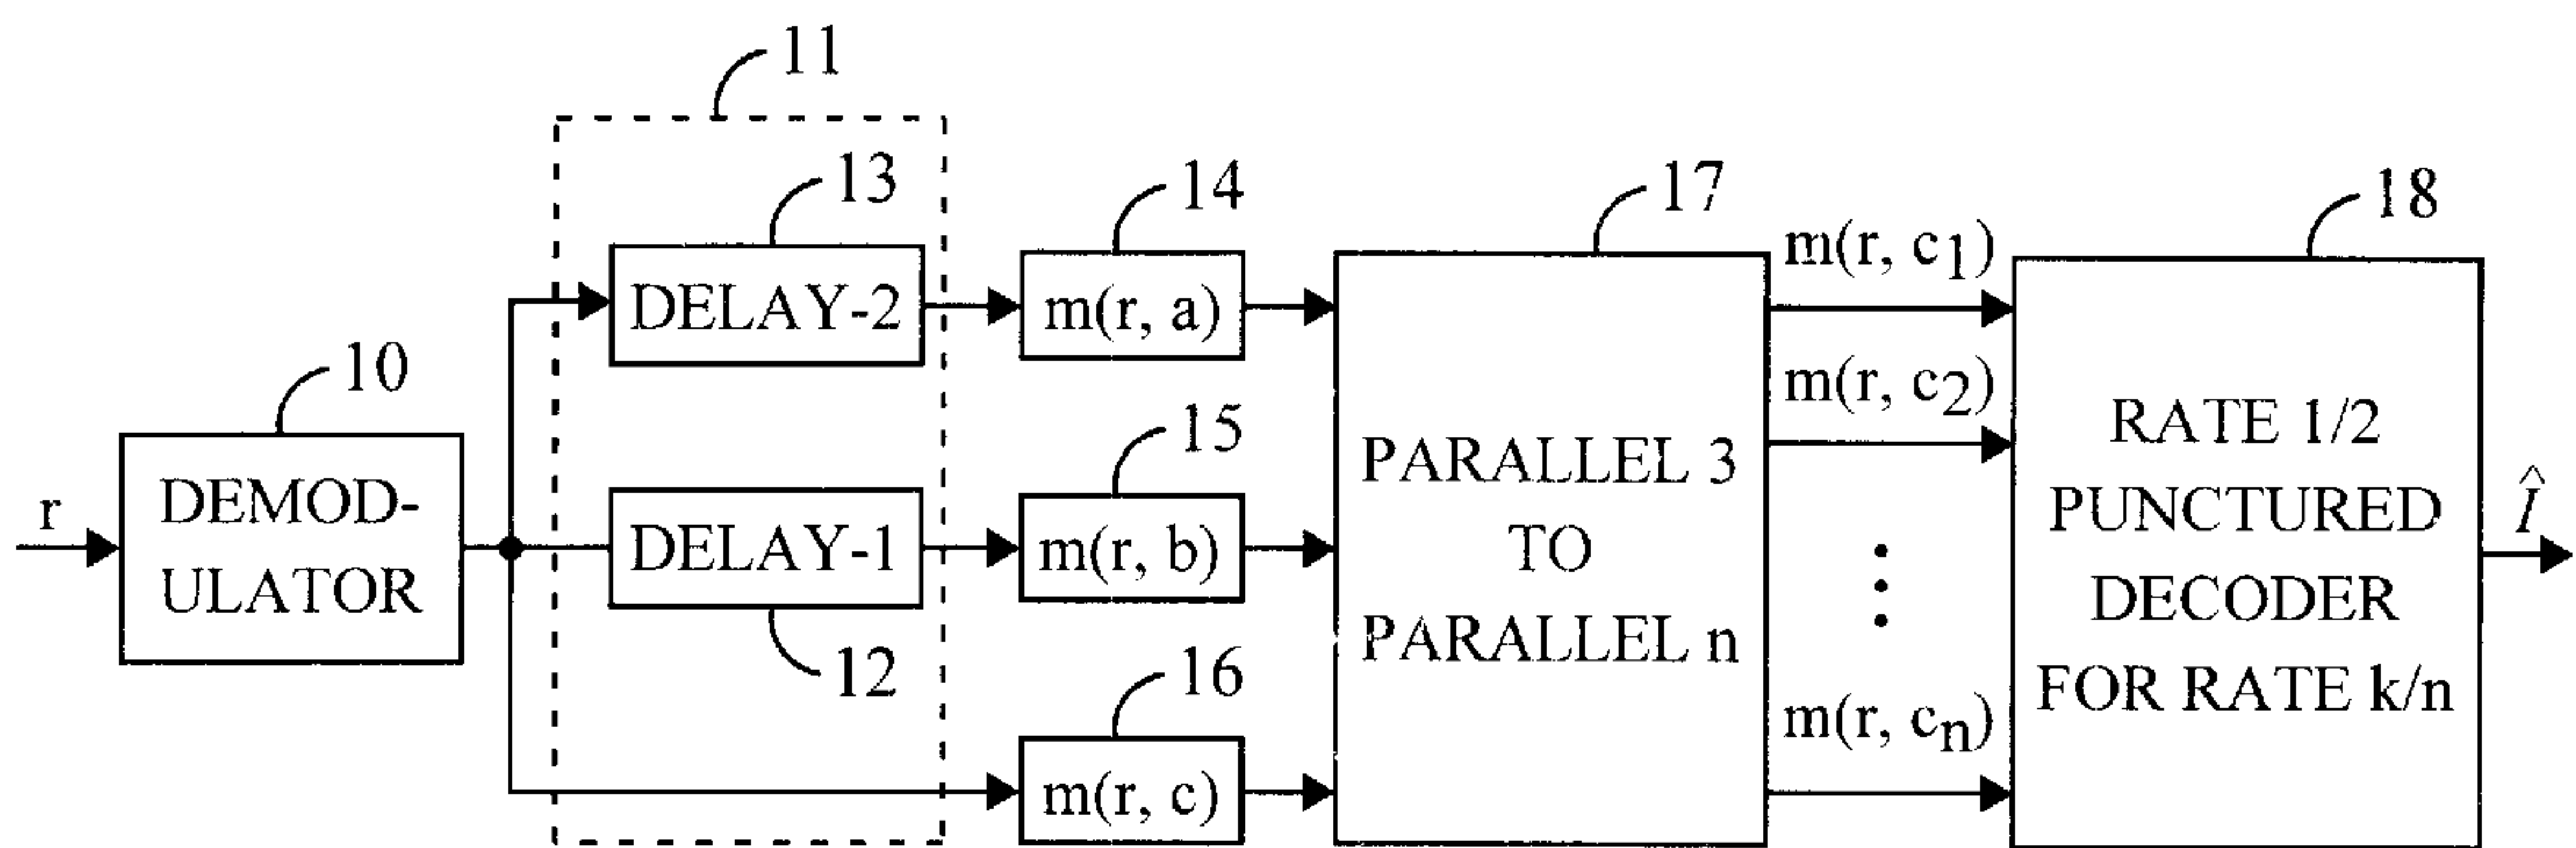 11
13
14
17
18
DELAY-2
m(r, a)
m(r, c1)
10
m(r, c2)
15
r
DEMOD-
ULATOR
DELAY-1
m(r, b)
PARALLEL 3
TO
PARALLEL n
RATE 1/2
PUNCTURED
DECODER
FOR RATE k/n
Î
12
16
m(r, c)
m(r, cn)